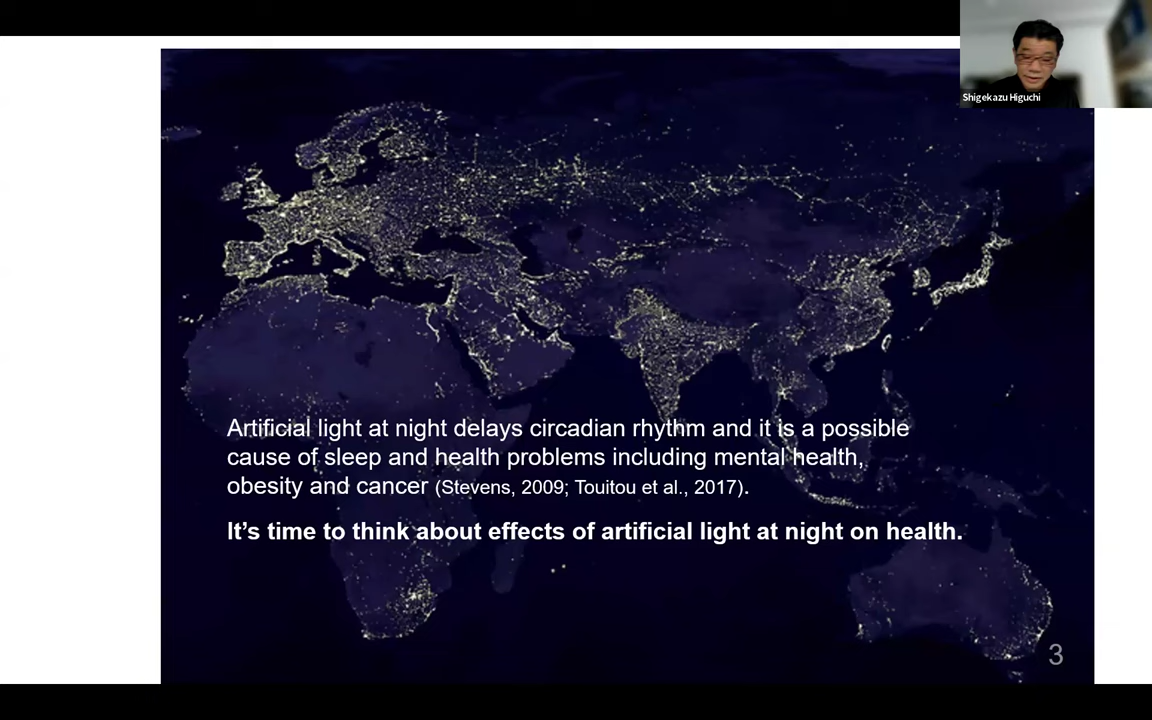 Shigekazu Higuchi
Artificial light at night delays circadian rhythm and it is a possible
cause of sleep and health problems including mental health,
obesity and cancer (Stevens, 2009; Touitou et al., 2017).
It’s time to think about effects of artificial light at night on health.
3